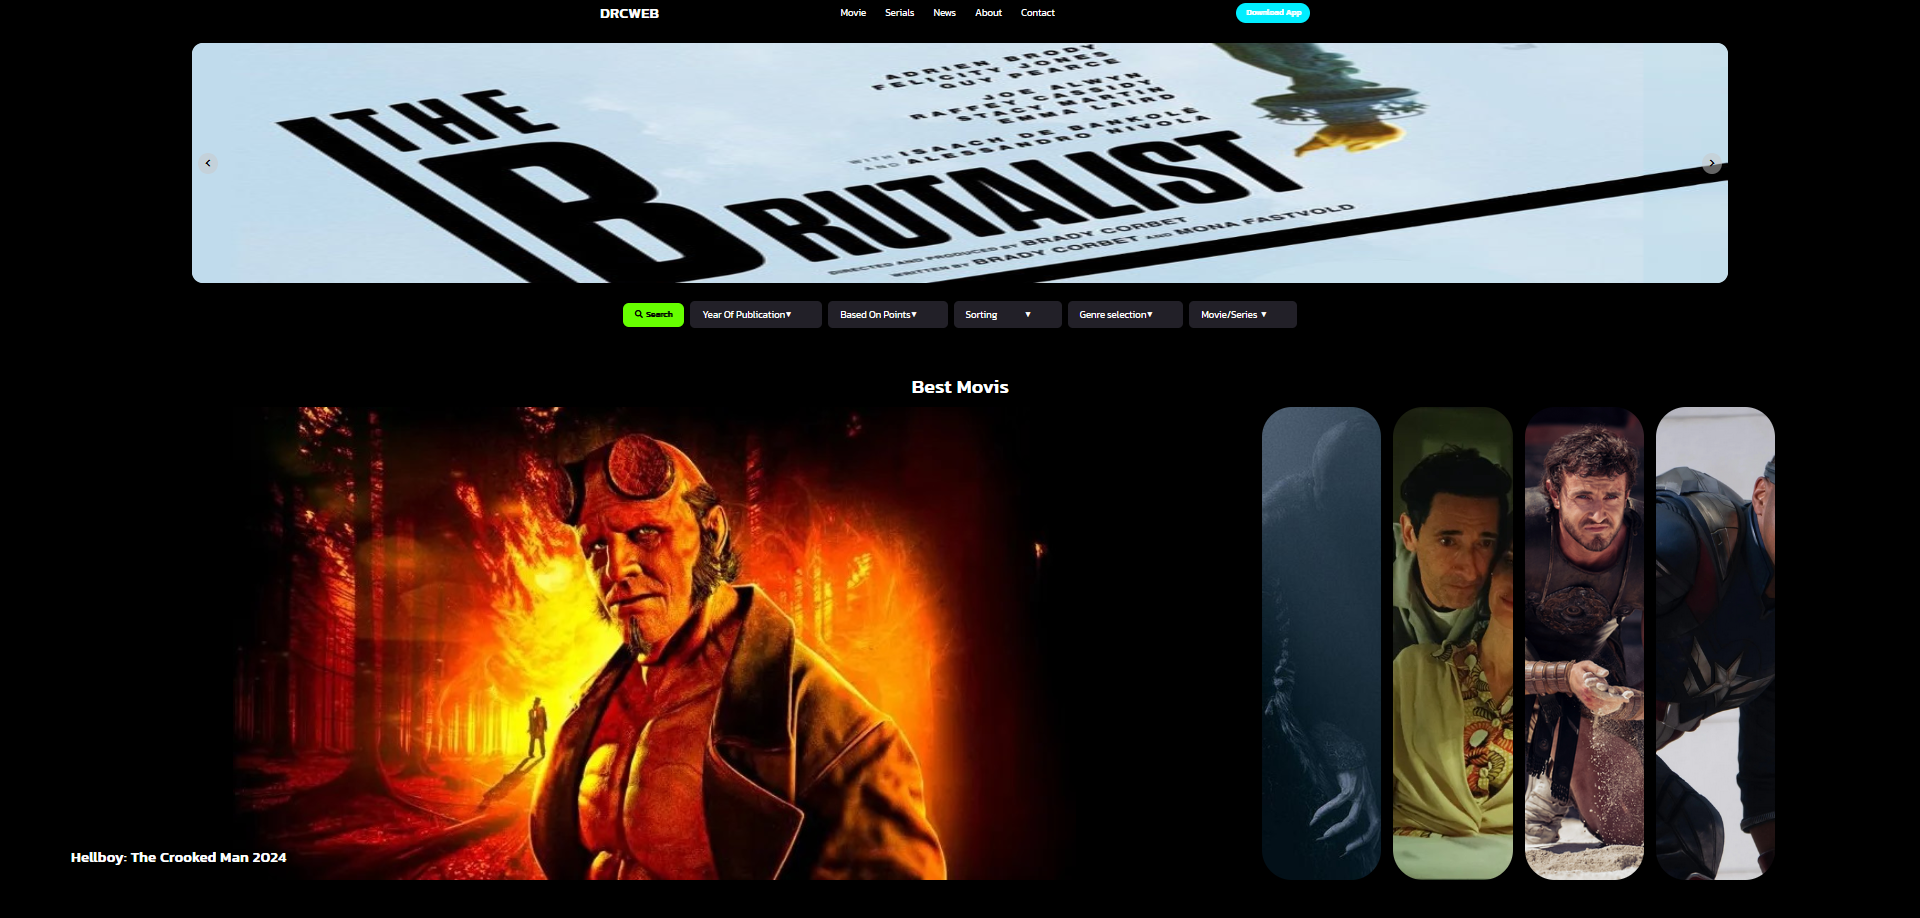 DRCWEB
Movie Serials News About Contact
Download App
ADRIEN BRODY
FELICITY JONES
GUY PEARCE
JOE ALWYN
RAFFEY CASSIDY
STACY MARTIN
EMMA LAIRD
WITH ISAACH DE BANKOLÉ
AND ALESSANDRO NIVOLA
THE
BRUTALIST
DIRECTED AND PRODUCED BY BRADY CORBET
WRITTEN BY BRADY CORBET AND MONA FASTVOLD
Search Year Of Publication▾ Based On Points▾ Sorting ▾ Genre selection▾ Movie/Series ▾
Best Movis
Hellboy: The Crooked Man 2024